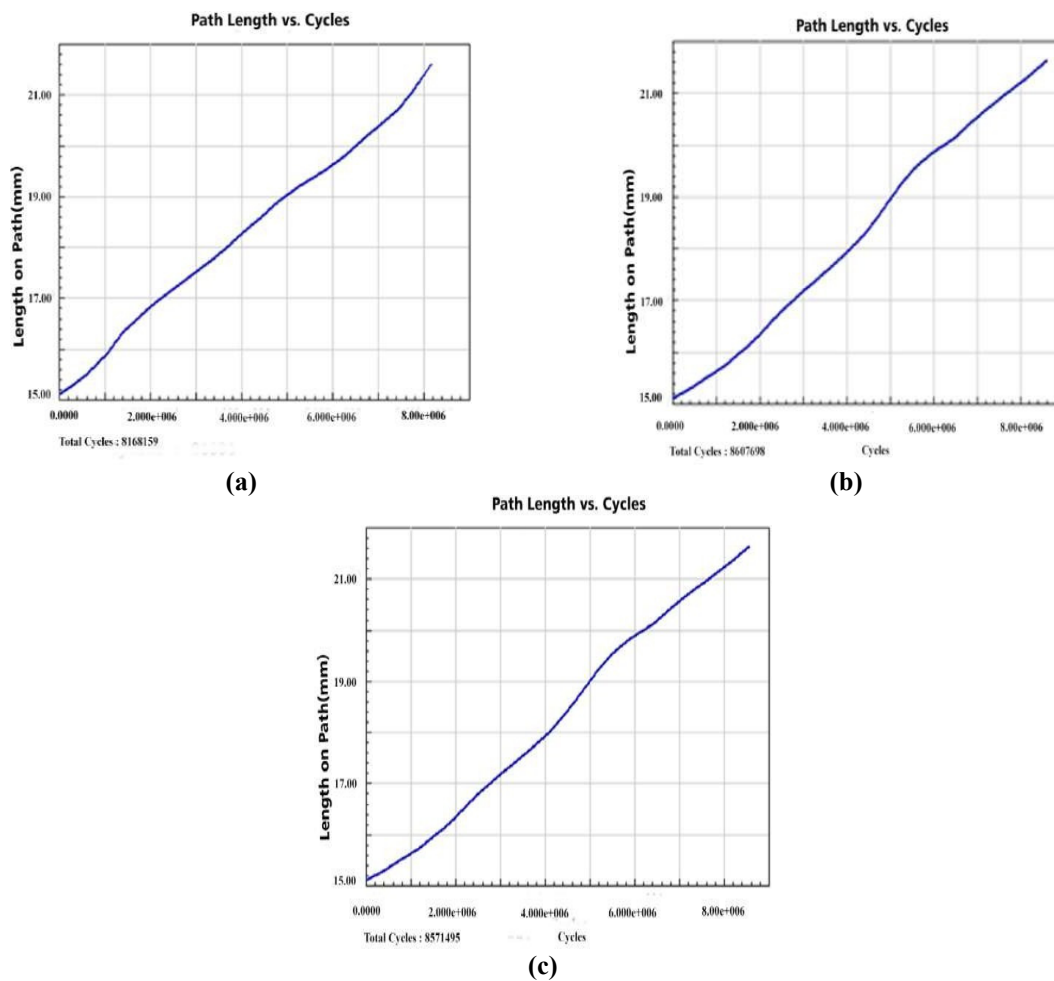 Path Length vs. Cycles
Length on Path(mm)
21.00
19.00
17.00
15.00
0.0000 2.000e+006 4.000e+006 6.000e+006 8.00e+006
Total Cycles : 8168159
(a)
Path Length vs. Cycles
Length on Path(mm)
21.00
19.00
17.00
15.00
0.0000 2.000e+006 4.000e+006 6.000e+006 8.00e+006
Total Cycles : 8607698 Cycles
(b)
Path Length vs. Cycles
Length on Path(mm)
21.00
19.00
17.00
15.00
0.0000 2.000e+006 4.000e+006 6.000e+006 8.00e+006
Total Cycles : 8571495 Cycles
(c)